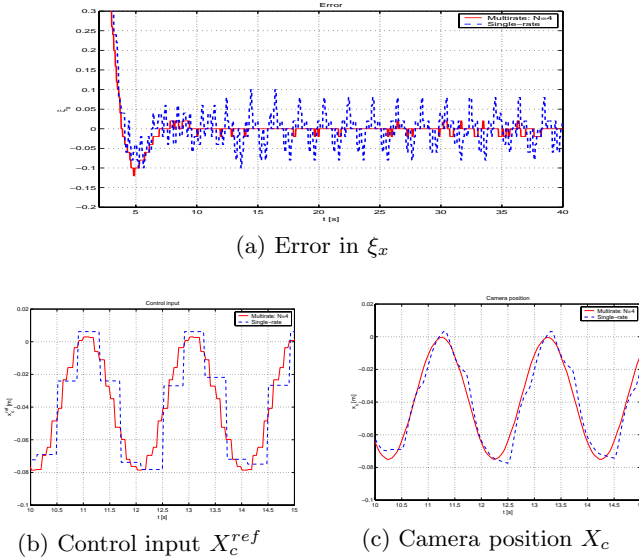 Error
Multirate: N=4
Single-rate
0.3
0.25
0.2
0.15
0.1
0.05
0
-0.05
-0.1
-0.15
-0.2
5 10 15 20 25 30 35 40
t [s]
(a) Error in ξx
Control input
Multirate: N=4
Single-rate
0.02
0
-0.02
-0.04
-0.06
-0.08
-0.1
10 10.5 11 11.5 12 12.5 13 13.5 14 14.5 15
t [s]
(b) Control input X_c^ref
Camera position
Multirate: N=4
Single-rate
0.02
0
-0.02
-0.04
-0.06
-0.08
-0.1
10 10.5 11 11.5 12 12.5 13 13.5 14 14.5 15
t [s]
(c) Camera position X_c